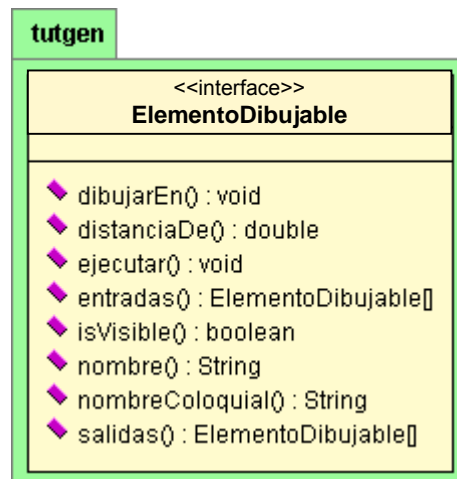 tutgen
<<interface>>
ElementoDibujable
dibujarEn() : void
distanciaDe() : double
ejecutar() : void
entradas() : ElementoDibujable[]
isVisible() : boolean
nombre() : String
nombreColoquial() : String
salidas() : ElementoDibujable[]